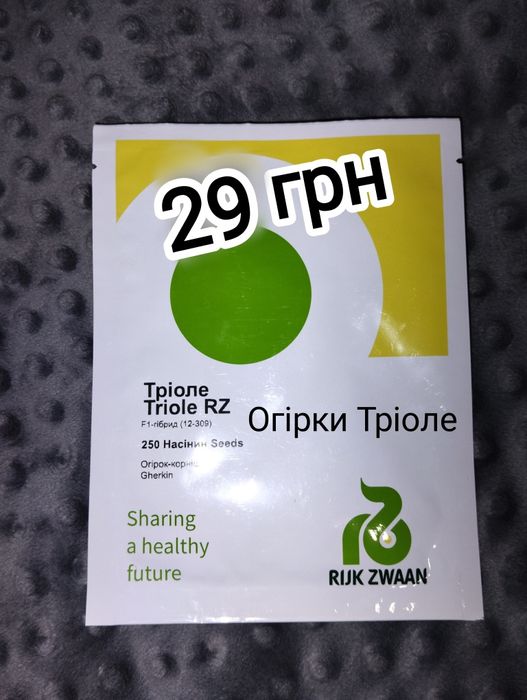 29 грн
Тріоле
Triole RZ
F1-гібрид (12-309)
Огірки Тріоле
250 Насінин Seeds
Огірок-корніш
Gherkin
Sharing
a healthy
future
RIJK ZWAAN